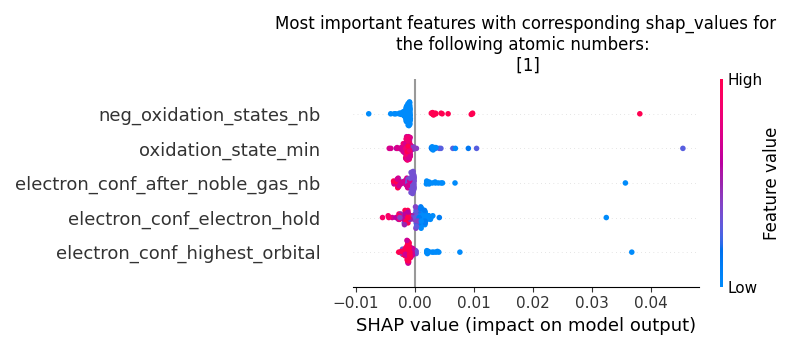 Most important features with corresponding shap_values for
the following atomic numbers:
[1]
High
neg_oxidation_states_nb
oxidation_state_min
electron_conf_after_noble_gas_nb
electron_conf_electron_hold
electron_conf_highest_orbital
Feature value
Low
−0.01 0.00 0.01 0.02 0.03 0.04
SHAP value (impact on model output)